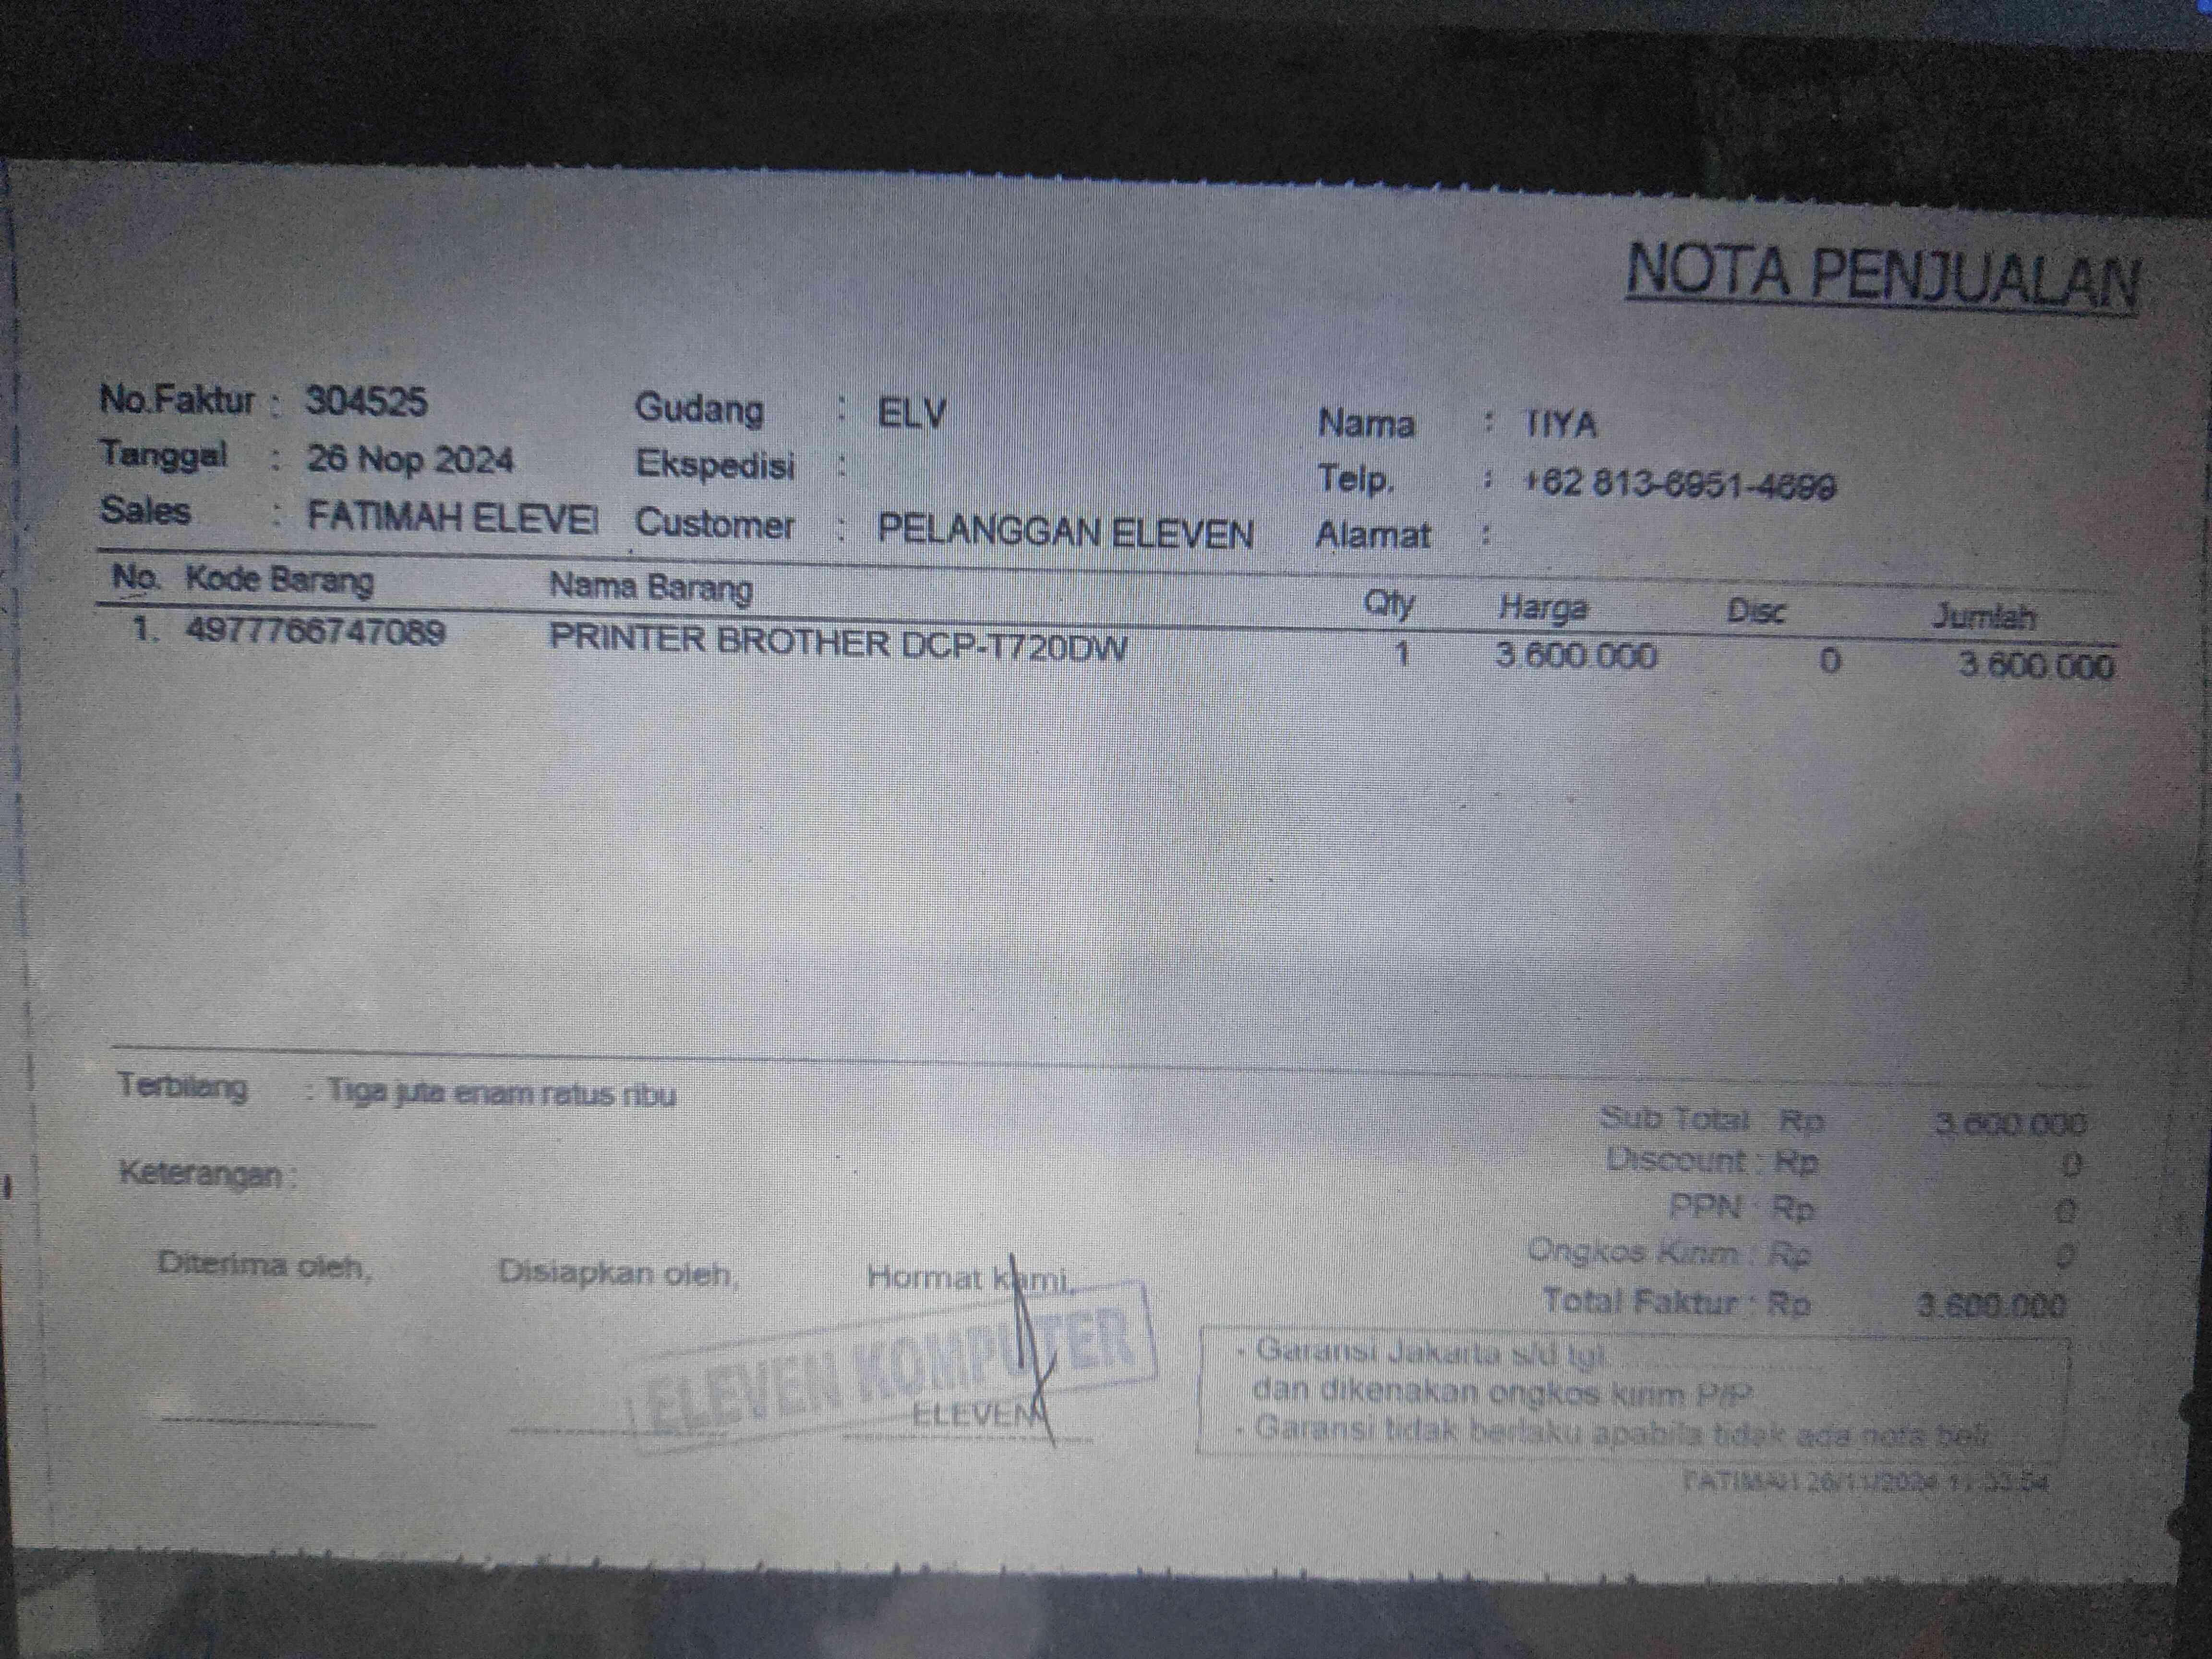 NOTA PENJUALAN
No.Faktur : 304525 Gudang : ELV Nama : TIYA
Tanggal : 26 Nop 2024 Ekspedisi : Telp. : +62 813-6951-4699
Sales : FATIMAH ELEVE Customer : PELANGGAN ELEVEN Alamat :
No. Kode Barang Nama Barang Qty Harga Disc Jumlah
1. 4977766747089 PRINTER BROTHER DCP-T720DW 1 3.600.000 0 3.600.000
Terbilang : Tiga juta enam ratus ribu
Sub Total Rp 3.600.000
Discount : Rp 0
Keterangan :
PPN : Rp 0
Ongkos Kirim : Rp 0
Total Faktur : Rp 3.600.000
Diterima oleh, Disiapkan oleh, Hormat kami,
ELEVEN KOMPUTER
ELEVEN
- Garansi Jakarta s/d tgl
dan dikenakan ongkos kirim P/P
- Garansi tidak berlaku apabila tidak ada nota beli
FATIMAH 26/11/2024